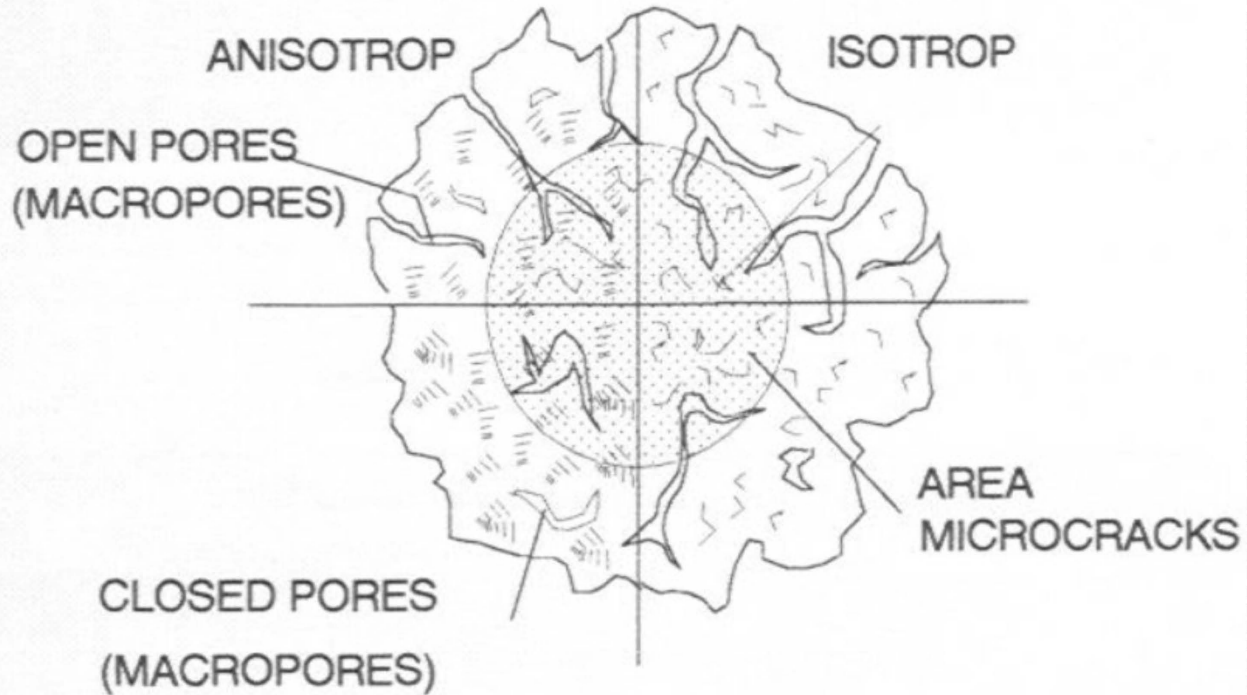 ANISOTROP
ISOTROP
OPEN PORES
(MACROPORES)
AREA
MICROCRACKS
CLOSED PORES
(MACROPORES)